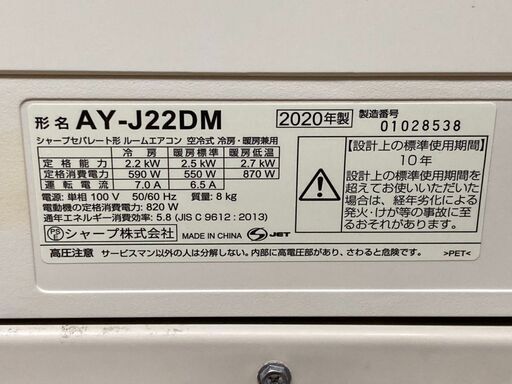 形名 AY-J22DM 2020年製 製造番号 01028538
シャープセパレート形 ルームエアコン 空冷式 冷房・暖房兼用
冷房 暖房標準 暖房低温
定格能力 2.2 kW 2.5 kW 2.7 kW
定格消費電力 590 W 550 W 870 W
運転電流 7.0 A 6.5 A
電源:単相 100 V 50/60 Hz 質量:8 kg
電動機の定格消費電力:820 W
通年エネルギー消費効率:5.8 (JIS C 9612 : 2013)
PS E シャープ株式会社 MADE IN CHINA S JET
【設計上の標準使用期間】
10年
設計上の標準使用期間を
超えてお使いいただいた
場合は、経年劣化による
発火・けが等の事故に至
るおそれがあります。
高圧注意 サービスマン以外の人は分解しないで。内部に高電圧部があり、さわると危険です。 >PET<